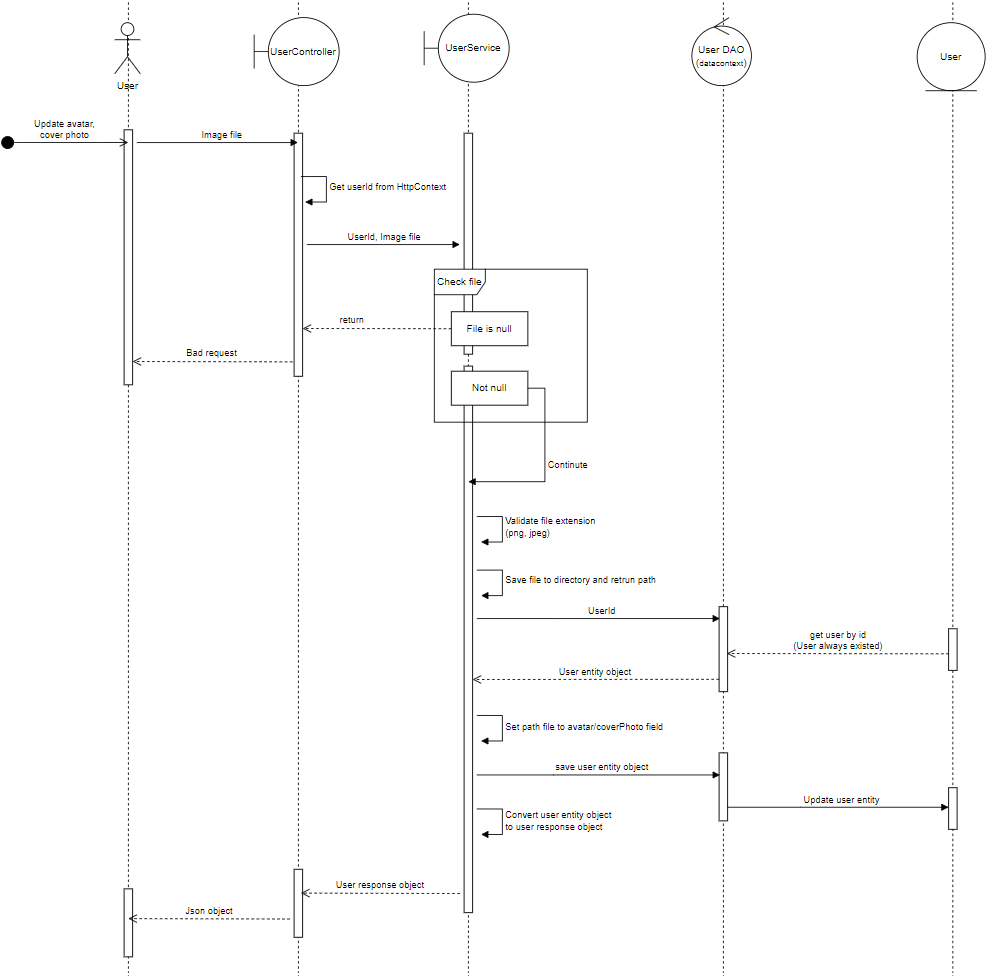 User
UserController
UserService
User DAO
(datacontext)
User
Update avatar,
cover photo
Image file
Get userId from HttpContext
UserId, Image file
Check file
return
File is null
Bad request
Not null
Contintute
Validate file extension
(png, jpeg)
Save file to directory and retrun path
UserId
get user by id
(User always existed)
User entity object
Set path file to avatar/coverPhoto field
save user entity object
Update user entity
Convert user entity object
to user response object
User response object
Json object